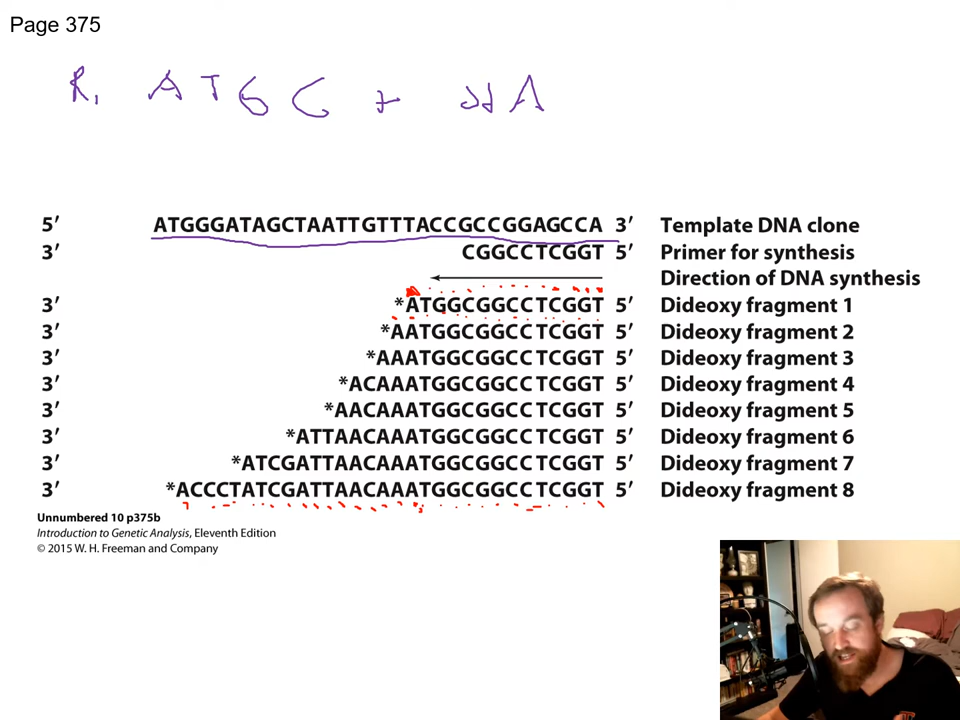 Page 375
R, ATGC + ddA
5′ ATGGGATAGCTAATTGTTTACCGCCGGAGCCA 3′ Template DNA clone
3′ CGGCCTCGGT 5′ Primer for synthesis
Direction of DNA synthesis
3′ *ATGGCGGCCTCGGT 5′ Dideoxy fragment 1
3′ *AATGGCGGCCTCGGT 5′ Dideoxy fragment 2
3′ *AAATGGCGGCCTCGGT 5′ Dideoxy fragment 3
3′ *ACAAATGGCGGCCTCGGT 5′ Dideoxy fragment 4
3′ *AACAAATGGCGGCCTCGGT 5′ Dideoxy fragment 5
3′ *ATTAACAAATGGCGGCCTCGGT 5′ Dideoxy fragment 6
3′ *ATCGATTAACAAATGGCGGCCTCGGT 5′ Dideoxy fragment 7
3′ *ACCCTATCGATTAACAAATGGCGGCCTCGGT 5′ Dideoxy fragment 8
Unnumbered 10 p375b
Introduction to Genetic Analysis, Eleventh Edition
© 2015 W. H. Freeman and Company